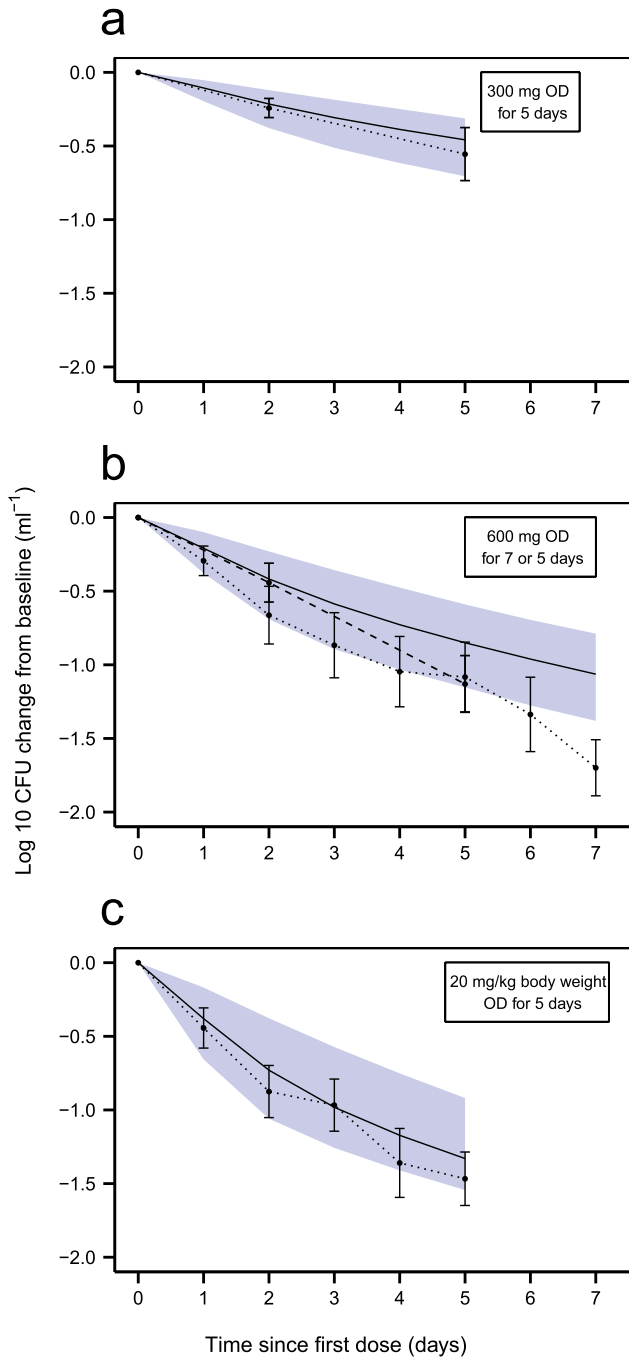 a
300 mg OD
for 5 days
0.0
−0.5
−1.0
−1.5
−2.0
0 1 2 3 4 5 6 7
b
600 mg OD
for 7 or 5 days
0.0
−0.5
−1.0
−1.5
−2.0
0 1 2 3 4 5 6 7
Log 10 CFU change from baseline (ml−1)
c
20 mg/kg body weight
OD for 5 days
0.0
−0.5
−1.0
−1.5
−2.0
0 1 2 3 4 5 6 7
Time since first dose (days)